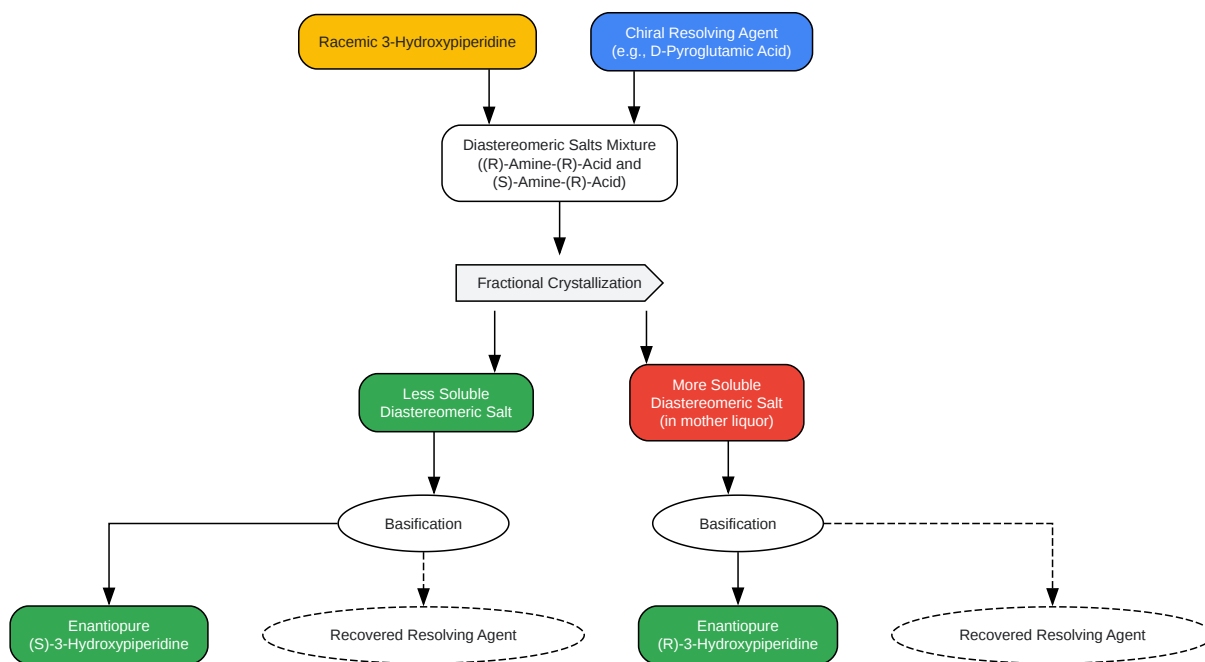 Racemic 3-Hydroxypiperidine
Chiral Resolving Agent
(e.g., D-Pyroglutamic Acid)
Diastereomeric Salts Mixture
((R)-Amine-(R)-Acid and
(S)-Amine-(R)-Acid)
Fractional Crystallization
Less Soluble
Diastereomeric Salt
More Soluble
Diastereomeric Salt
(in mother liquor)
Basification
Basification
Enantiopure
(S)-3-Hydroxypiperidine
Recovered Resolving Agent
Enantiopure
(R)-3-Hydroxypiperidine
Recovered Resolving Agent